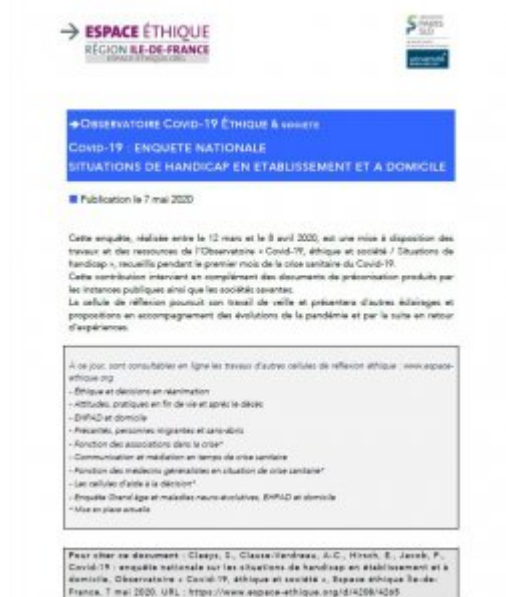 → ESPACE ÉTHIQUE
RÉGION ILE-DE-FRANCE
PARIS
SUD
→OBSERVATOIRE COVID-19 ÉTHIQUE & SOCIETE
COVID-19 : ENQUETE NATIONALE
SITUATIONS DE HANDICAP EN ETABLISSEMENT ET A DOMICILE
Publication le 7 mai 2020
Cette enquête, réalisée entre le 12 mars et le 8 avril 2020, est une mise à disposition des
travaux et des ressources de l'Observatoire « Covid-19, éthique et société / Situations de
handicap », recueillis pendant le premier mois de la crise sanitaire du Covid-19.
Cette contribution intervient en complément des documents de préconisation produits par
les instances publiques ainsi que les sociétés savantes.
La cellule de réflexion poursuit son travail de veille et présentera d'autres éclairages et
propositions en accompagnement des évolutions de la pandémie et par la suite en retour
d'expériences.
A ce jour, sont consultables en ligne les travaux d'autres cellules de réflexion éthique : www.espace-
ethique.org
- Éthique et décisions en réanimation
- Attitudes, pratiques en fin de vie et après le décès
- EHPAD et domicile
- Précarités, personnes migrantes et sans-abris
- Fonction des associations dans la crise*
- Communication et médiation en temps de crise sanitaire
- Fonction des médecins généralistes en situation de crise sanitaire*
- Les cellules d'aide à la décision*
- Enquête Grand âge et maladies neuro-évolutives, EHPAD et domicile
* Mise en place actuelle
Pour citer ce document : Claeys, S., Clause-Verdreau, A-C., Hirsch, E., Jacob, P.,
Covid-19 : enquête nationale sur les situations de handicap en établissement et à
domicile, Observatoire « Covid-19, éthique et société », Espace éthique Île-de-
France, 7 mai 2020. URL : https://www.espace-ethique.org/d/4208/4265